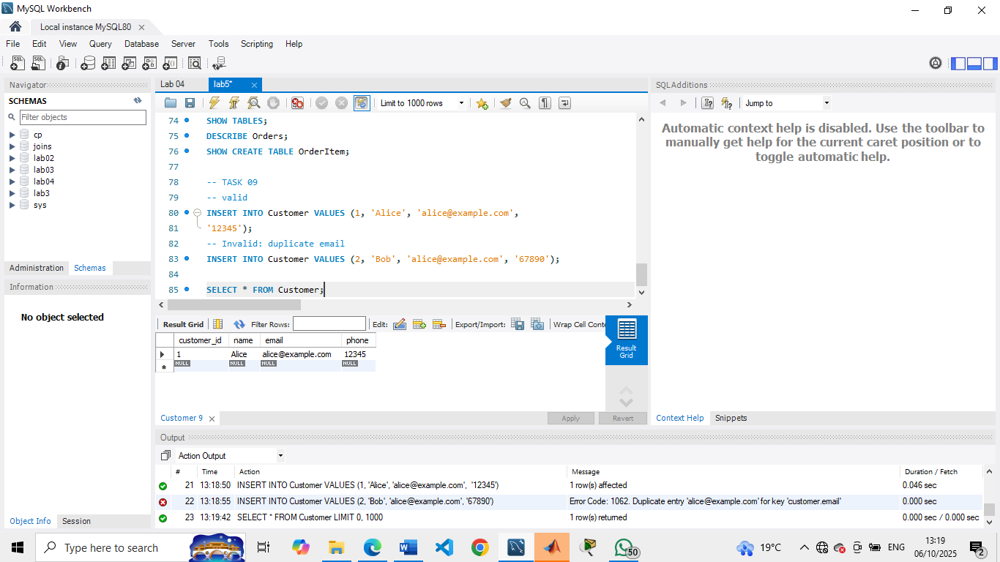 MySQL Workbench
Local instance MySQL80
File Edit View Query Database Server Tools Scripting Help
Navigator
SCHEMAS
Filter objects
cp
joins
lab02
lab03
lab04
lab3
sys
Administration Schemas
Information
No object selected
Object Info Session
Lab 04 lab5*
Limit to 1000 rows
74 SHOW TABLES;
75 DESCRIBE Orders;
76 SHOW CREATE TABLE OrderItem;
77
78 -- TASK 09
79 -- valid
80 INSERT INTO Customer VALUES (1, 'Alice', 'alice@example.com',
81 '12345');
82 -- Invalid: duplicate email
83 INSERT INTO Customer VALUES (2, 'Bob', 'alice@example.com', '67890');
84
85 SELECT * FROM Customer;
Result Grid Filter Rows: Edit: Export/Import: Wrap Cell Conte
customer_id name email phone
1 Alice alice@example.com 12345
NULL NULL NULL NULL
Result
Grid
Customer 9 Apply Revert
SQLAdditions
Jump to
Automatic context help is disabled. Use the toolbar to
manually get help for the current caret position or to
toggle automatic help.
Context Help Snippets
Output
Action Output
# Time Action Message Duration / Fetch
21 13:18:50 INSERT INTO Customer VALUES (1, 'Alice', 'alice@example.com', '12345') 1 row(s) affected 0.046 sec
22 13:18:55 INSERT INTO Customer VALUES (2, 'Bob', 'alice@example.com', '67890') Error Code: 1062. Duplicate entry 'alice@example.com' for key 'customer.email' 0.000 sec
23 13:19:42 SELECT * FROM Customer LIMIT 0, 1000 1 row(s) returned 0.000 sec / 0.000 sec
Type here to search
50
19°C
ENG
13:19
06/10/2025
2